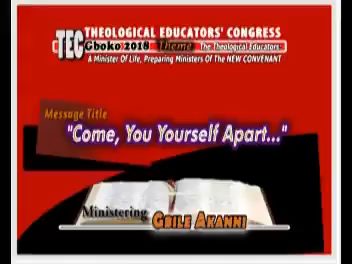 TEC THEOLOGICAL EDUCATORS' CONGRESS
Gboko 2018 Theme The Theological Educators
A Minister Of Life, Preparing Ministers Of The NEW CONVENANT
Message Title
"Come, You Yourself Apart..."
Ministering GBILE AKANNI